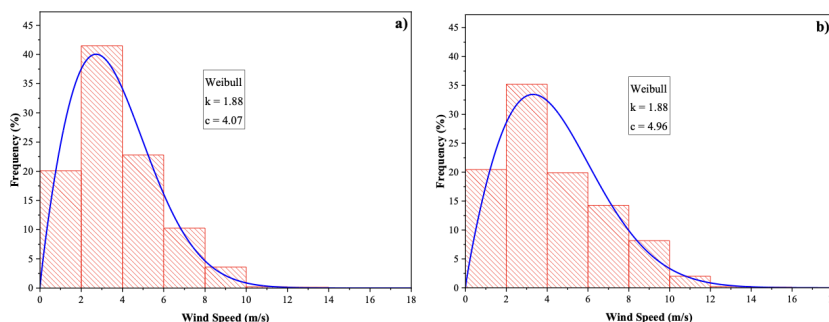 a)
45
40
35
30
25
20
15
10
5
0
Frequency (%)
Weibull
k = 1.88
c = 4.07
0 2 4 6 8 10 12 14 16 18
Wind Speed (m/s)
b)
45
40
35
30
25
20
15
10
5
0
Frequency (%)
Weibull
k = 1.88
c = 4.96
0 2 4 6 8 10 12 14 16
Wind Speed (m/s)